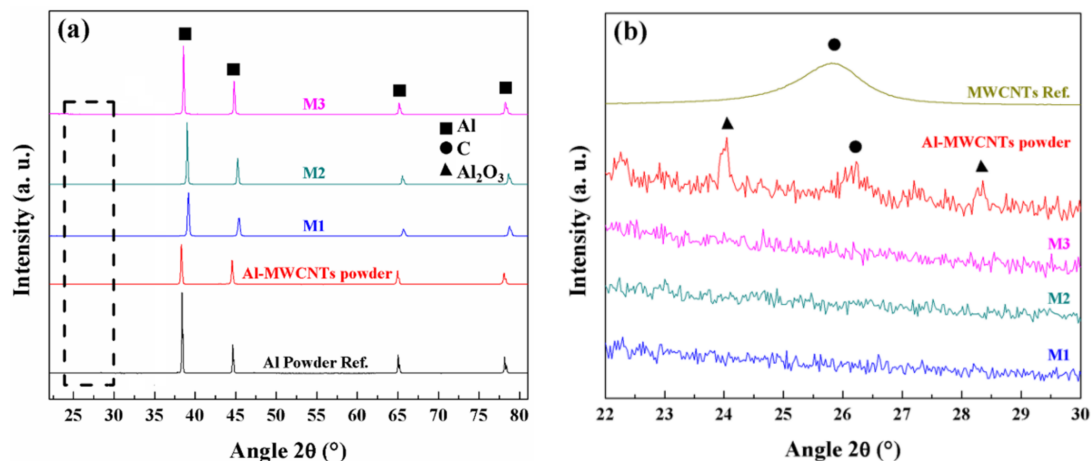 (a)
M3
■ Al
● C
▲ Al₂O₃
M2
M1
Al-MWCNTs powder
Al Powder Ref.
Intensity (a. u.)
25 30 35 40 45 50 55 60 65 70 75 80
Angle 2θ (°)
(b)
MWCNTs Ref.
Al-MWCNTs powder
M3
M2
M1
Intensity (a. u.)
22 23 24 25 26 27 28 29 30
Angle 2θ (°)